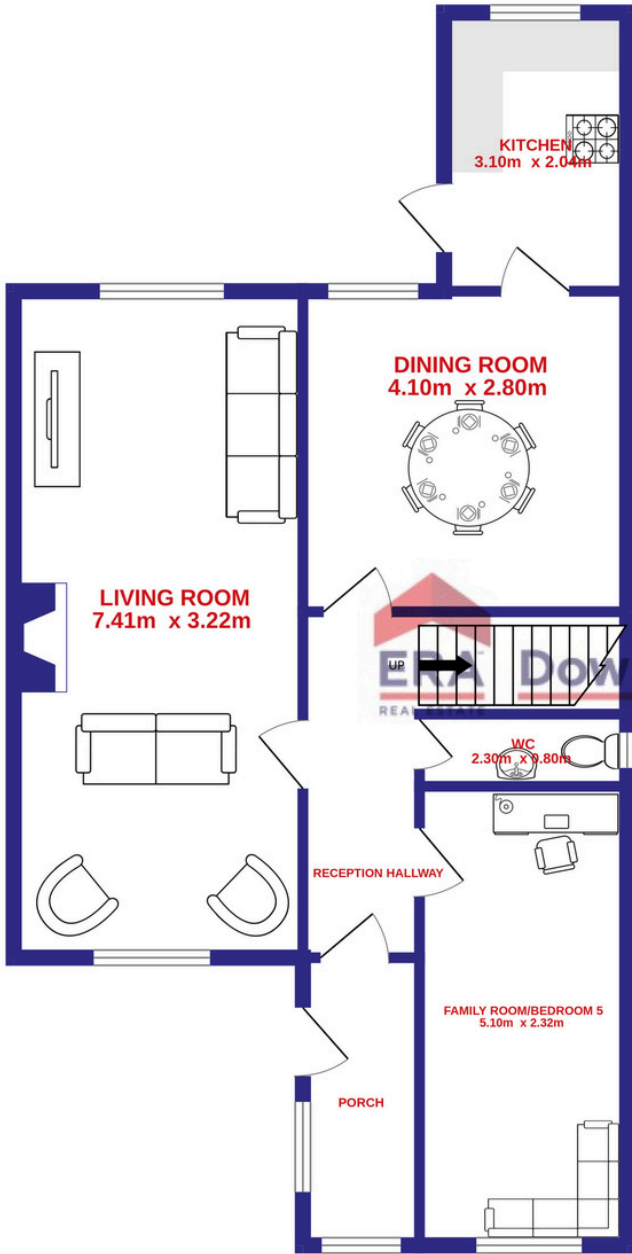 KITCHEN
3.10m x 2.04m
DINING ROOM
4.10m x 2.80m
LIVING ROOM
7.41m x 3.22m
UP
ERA Dow
REAL ESTATE
WC
2.30m x 0.80m
RECEPTION HALLWAY
FAMILY ROOM/BEDROOM 5
5.10m x 2.32m
PORCH